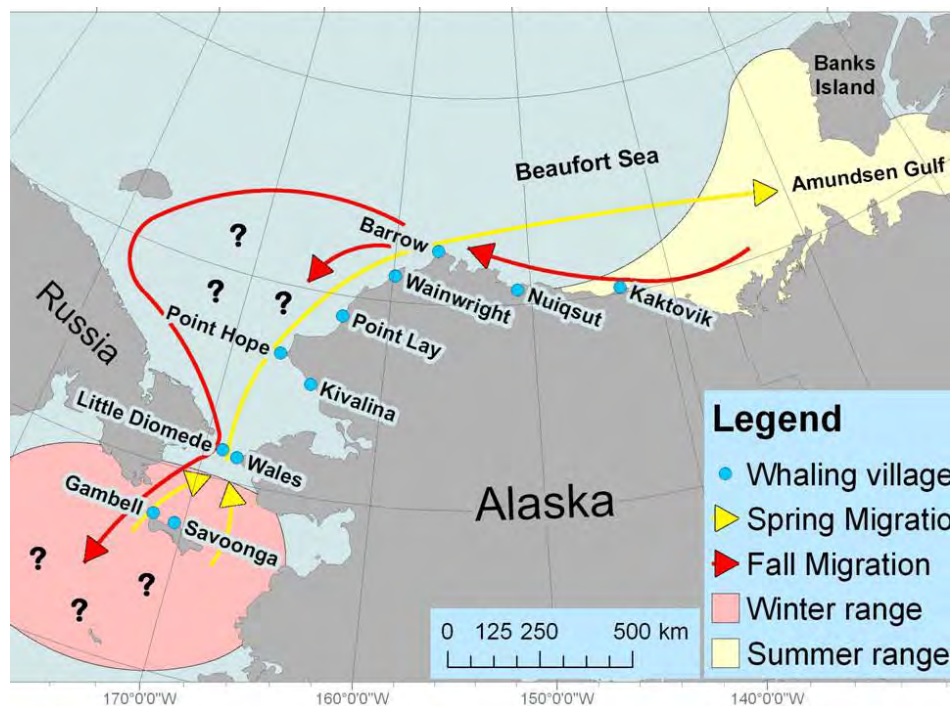 Banks
Island
Beaufort Sea
Amundsen Gulf
Barrow
?
Wainwright
Nuiqsut
Kaktovik
? ?
Russia
Point Hope
Point Lay
Kivalina
Little Diomede
Wales
Gambell
Savoonga
Alaska
? ?
?
Legend
Whaling village
Spring Migratio
Fall Migration
Winter range
Summer range
0 125 250 500 km
170°0'0"W 160°0'0"W 150°0'0"W 140°0'0"W